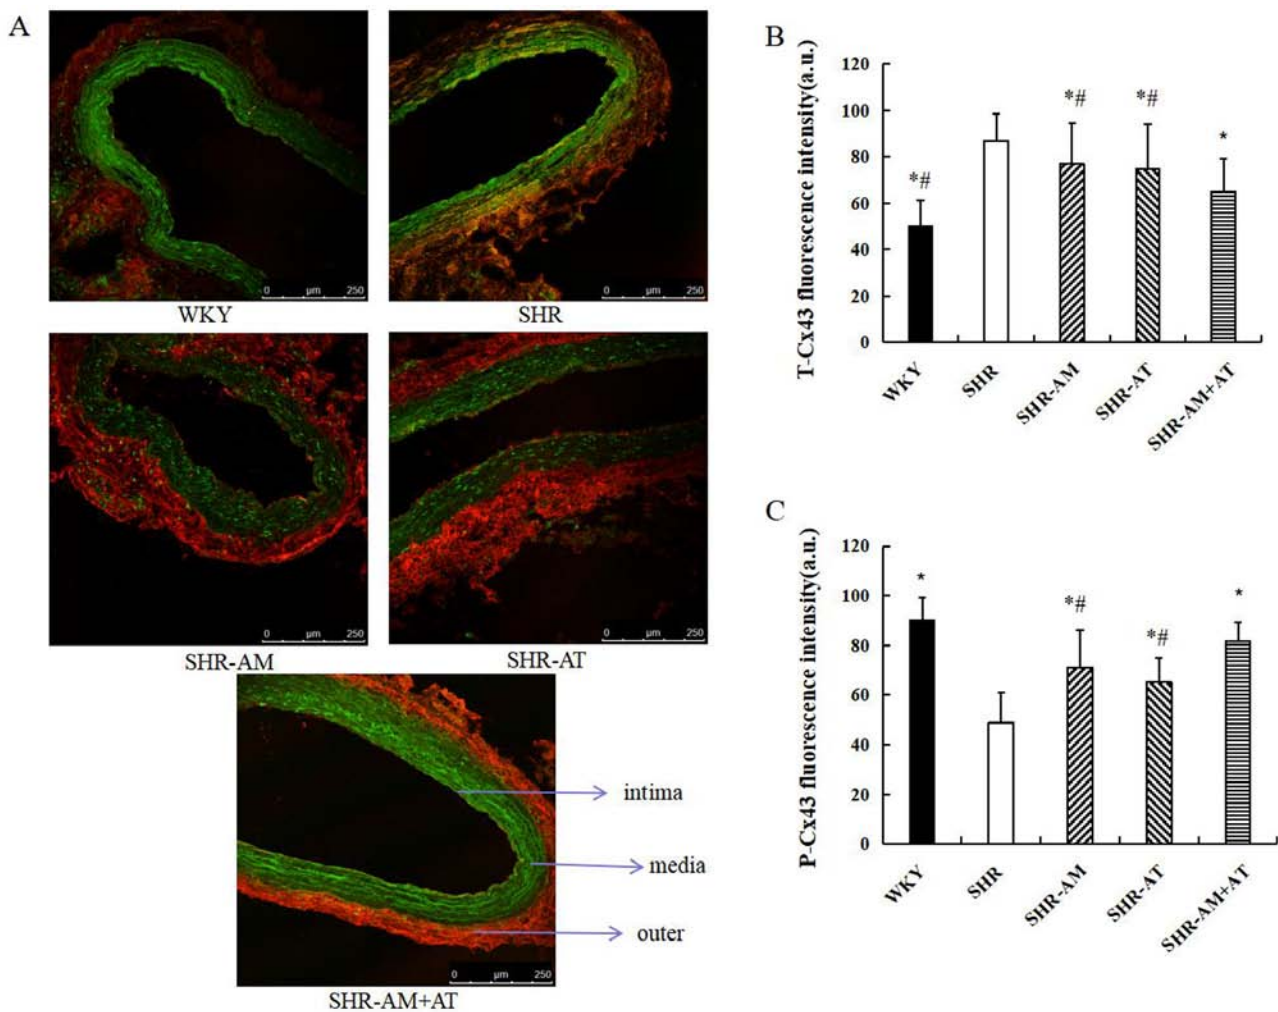 A
0 μm 250
WKY
0 μm 250
SHR
0 μm 250
SHR-AM
0 μm 250
SHR-AT
intima
media
outer
0 μm 250
SHR-AM+AT
B
T-Cx43 fluorescence intensity(a.u.)
120
100
80
60
40
20
0
*#
*#
*#
*
WKY
SHR
SHR-AM
SHR-AT
SHR-AM+AT
C
P-Cx43 fluorescence intensity(a.u.)
120
100
80
60
40
20
0
*
*#
*#
*
WKY
SHR
SHR-AM
SHR-AT
SHR-AM+AT